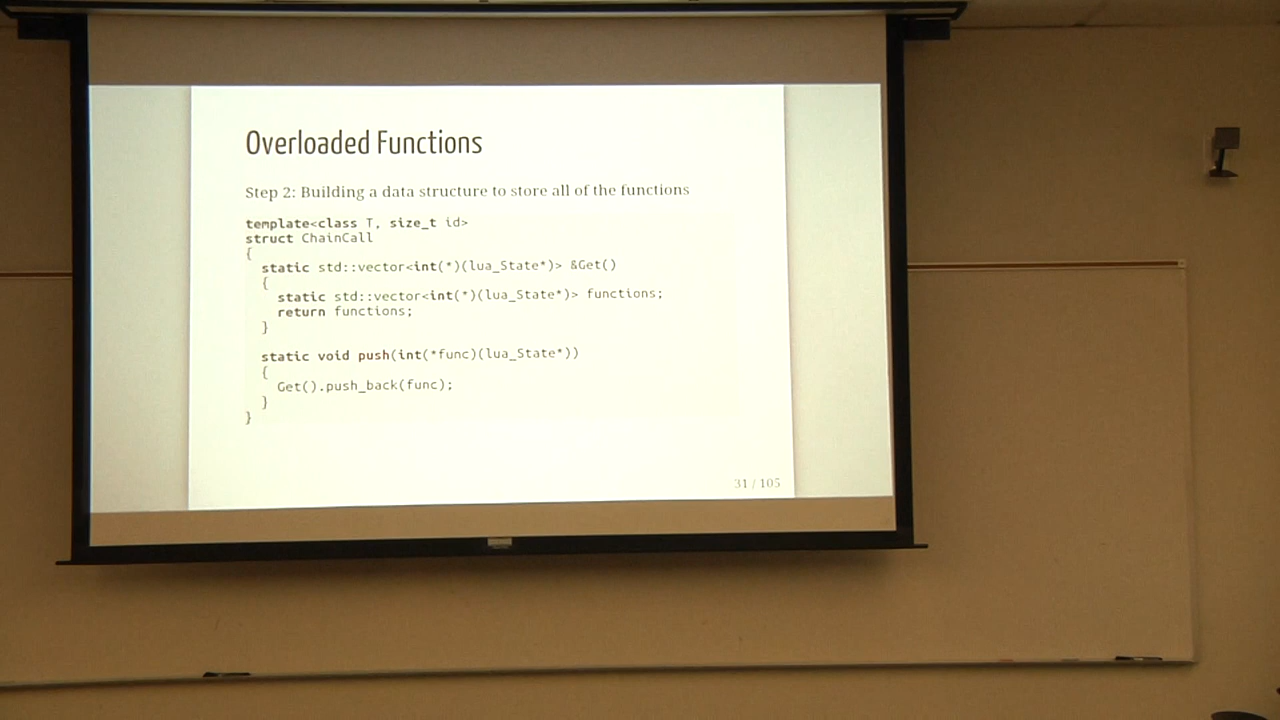 Overloaded Functions
Step 2: Building a data structure to store all of the functions
template<class T, size_t id>
struct ChainCall
{
  static std::vector<int(*)(lua_State*)> &Get()
  {
    static std::vector<int(*)(lua_State*)> functions;
    return functions;
  }
  static void push(int(*func)(lua_State*))
  {
    Get().push_back(func);
  }
}
31 / 105